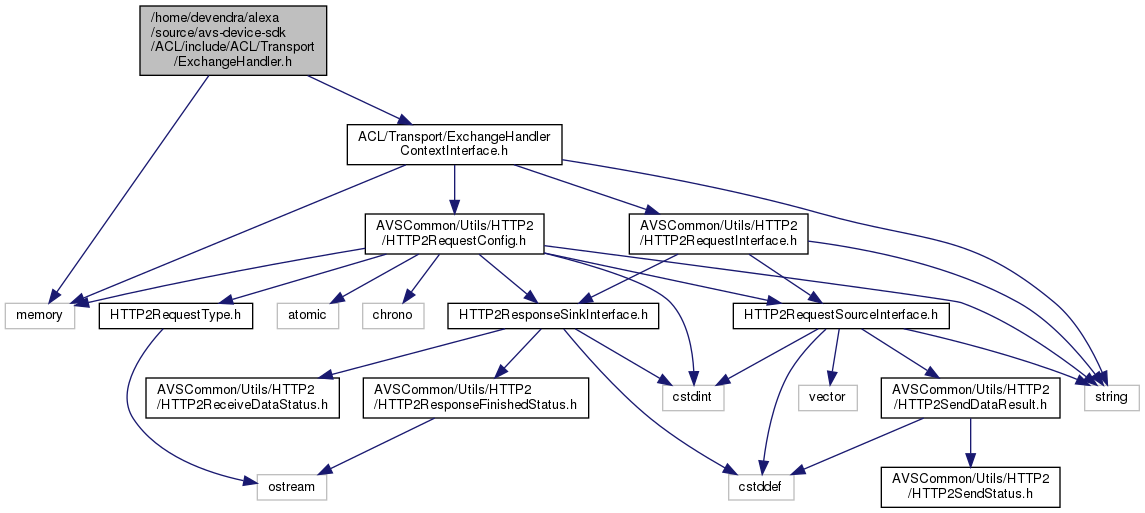 /home/devendra/alexa
/source/avs-device-sdk
/ACL/include/ACL/Transport
/ExchangeHandler.h
ACL/Transport/ExchangeHandler
ContextInterface.h
AVSCommon/Utils/HTTP2
/HTTP2RequestConfig.h
AVSCommon/Utils/HTTP2
/HTTP2RequestInterface.h
memory
HTTP2RequestType.h
atomic
chrono
HTTP2ResponseSinkInterface.h
HTTP2RequestSourceInterface.h
AVSCommon/Utils/HTTP2
/HTTP2ReceiveDataStatus.h
AVSCommon/Utils/HTTP2
/HTTP2ResponseFinishedStatus.h
cstdint
vector
AVSCommon/Utils/HTTP2
/HTTP2SendDataResult.h
string
ostream
cstddef
AVSCommon/Utils/HTTP2
/HTTP2SendStatus.h